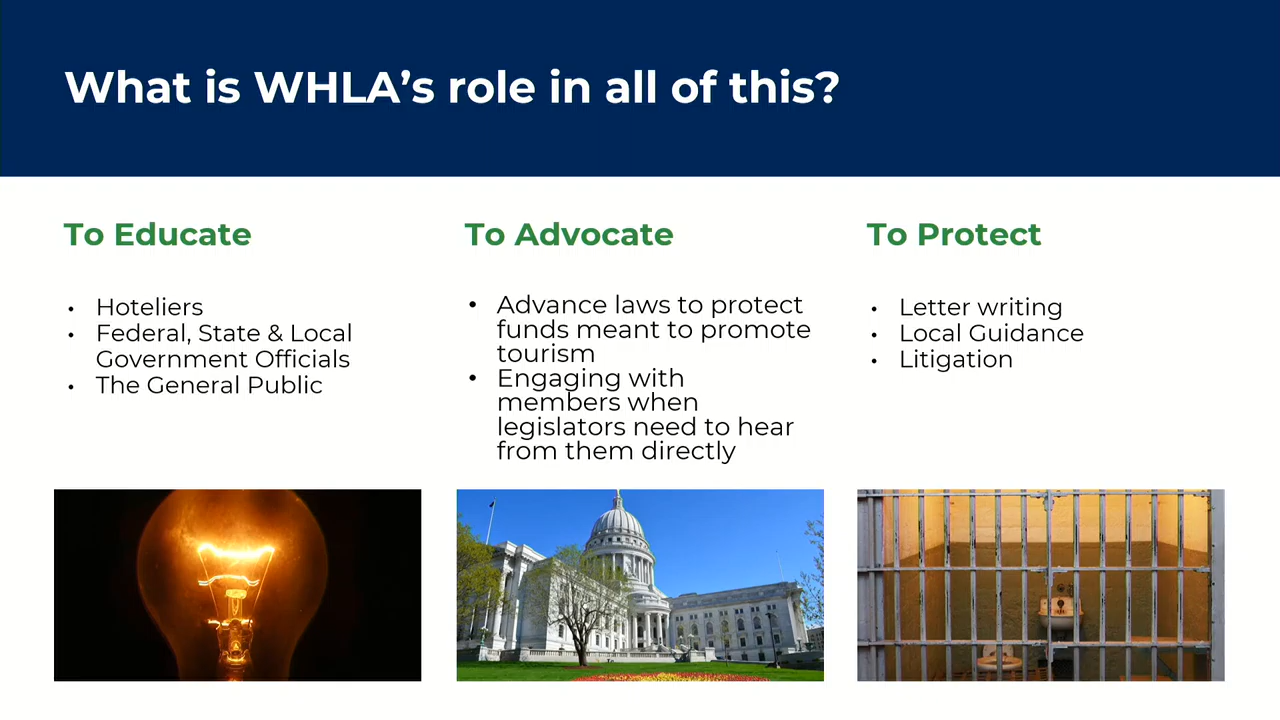 What is WHLA’s role in all of this?
To Educate
• Hoteliers
• Federal, State & Local
Government Officials
• The General Public
To Advocate
• Advance laws to protect
funds meant to promote
tourism
• Engaging with
members when
legislators need to hear
from them directly
To Protect
• Letter writing
• Local Guidance
• Litigation